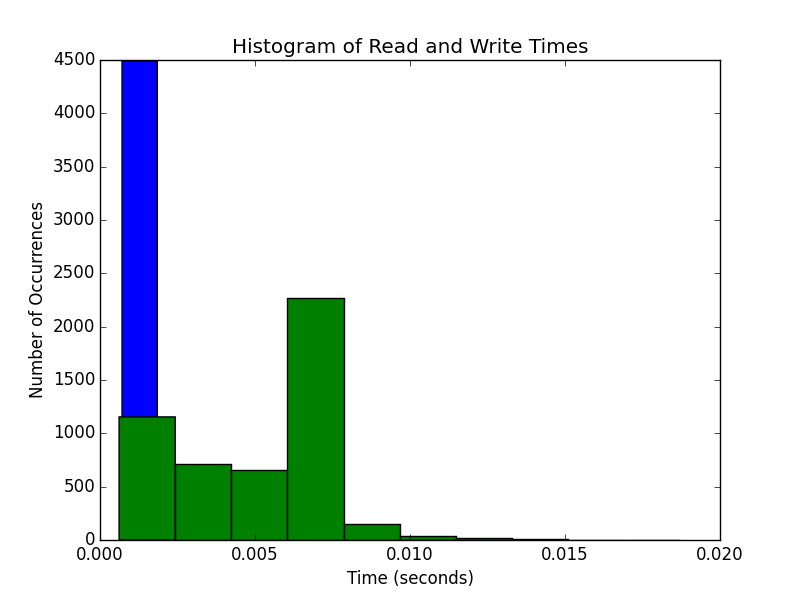 Histogram of Read and Write Times
4500
4000
3500
3000
2500
2000
1500
1000
500
0
Number of Occurrences
0.000 0.005 0.010 0.015 0.020
Time (seconds)